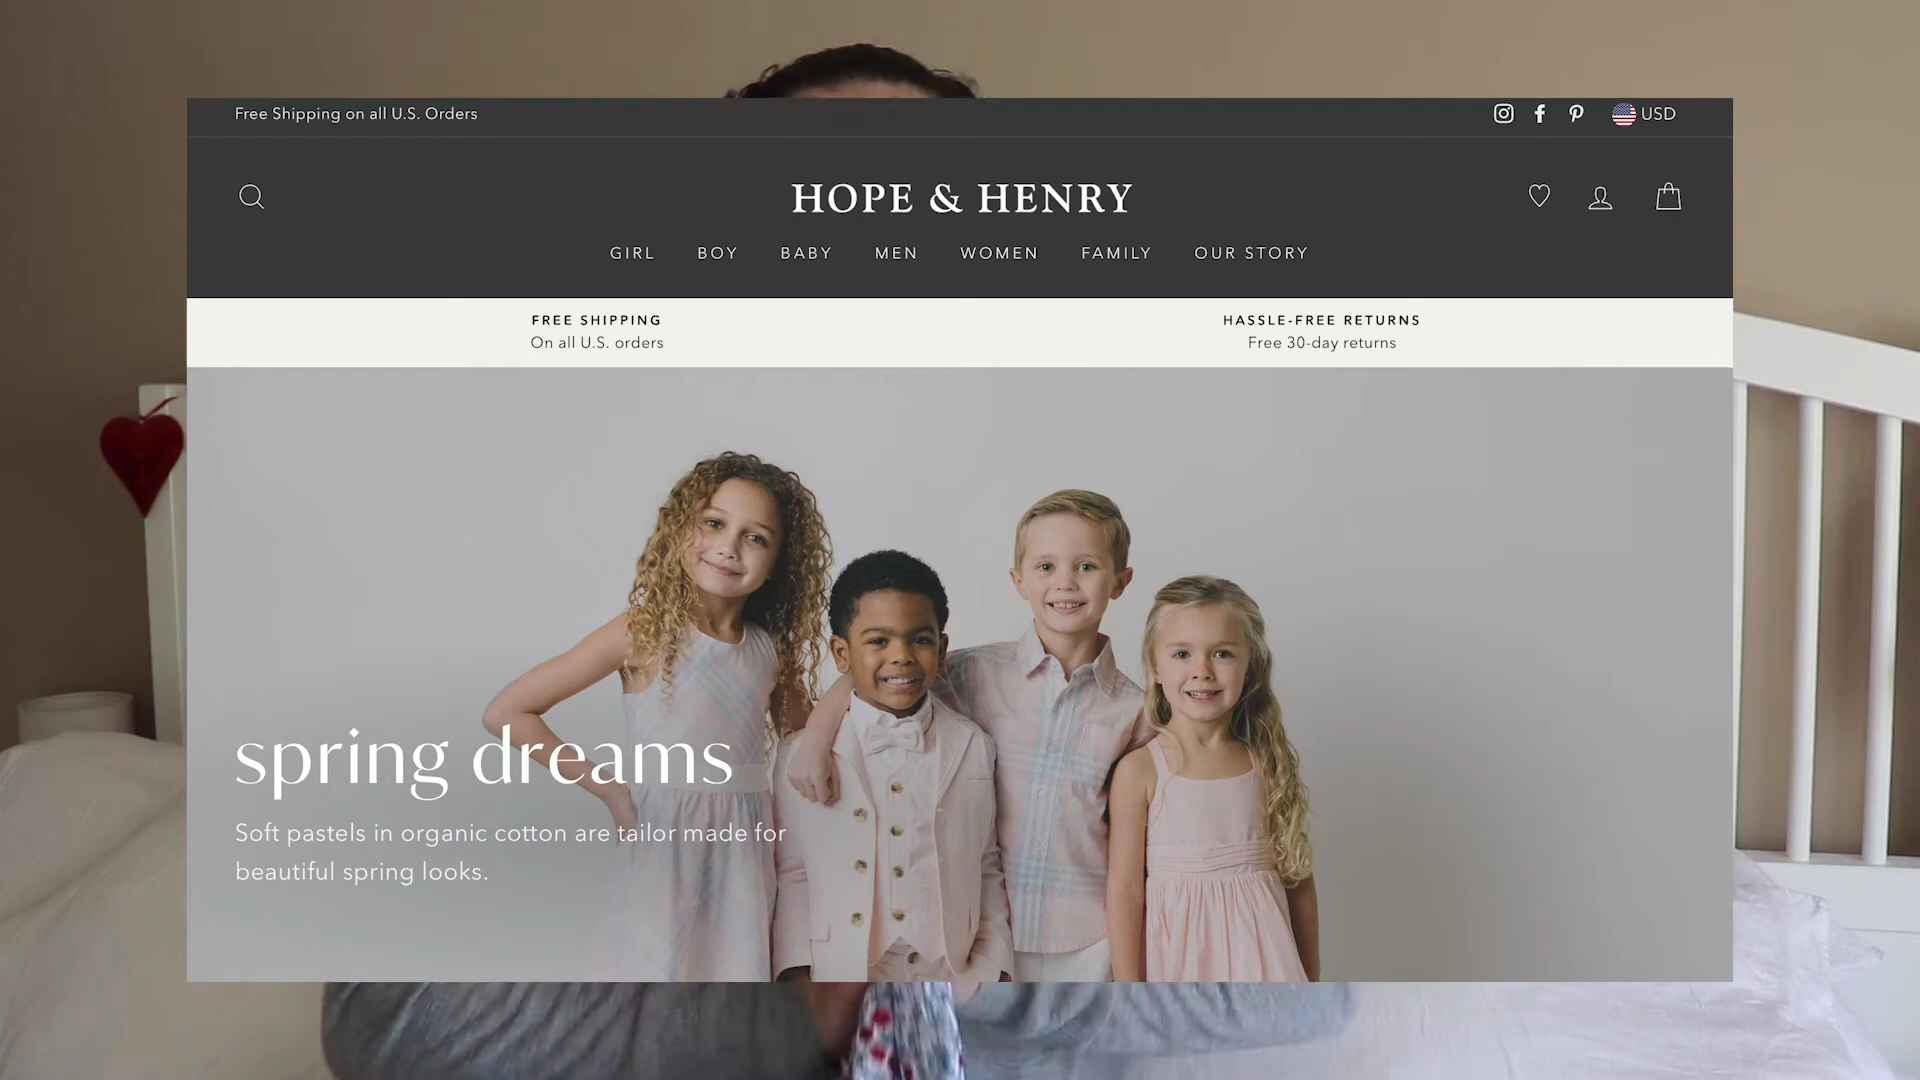 Free Shipping on all U.S. Orders
USD
HOPE & HENRY
GIRL BOY BABY MEN WOMEN FAMILY OUR STORY
FREE SHIPPING
On all U.S. orders
HASSLE-FREE RETURNS
Free 30-day returns
spring dreams
Soft pastels in organic cotton are tailor made for
beautiful spring looks.